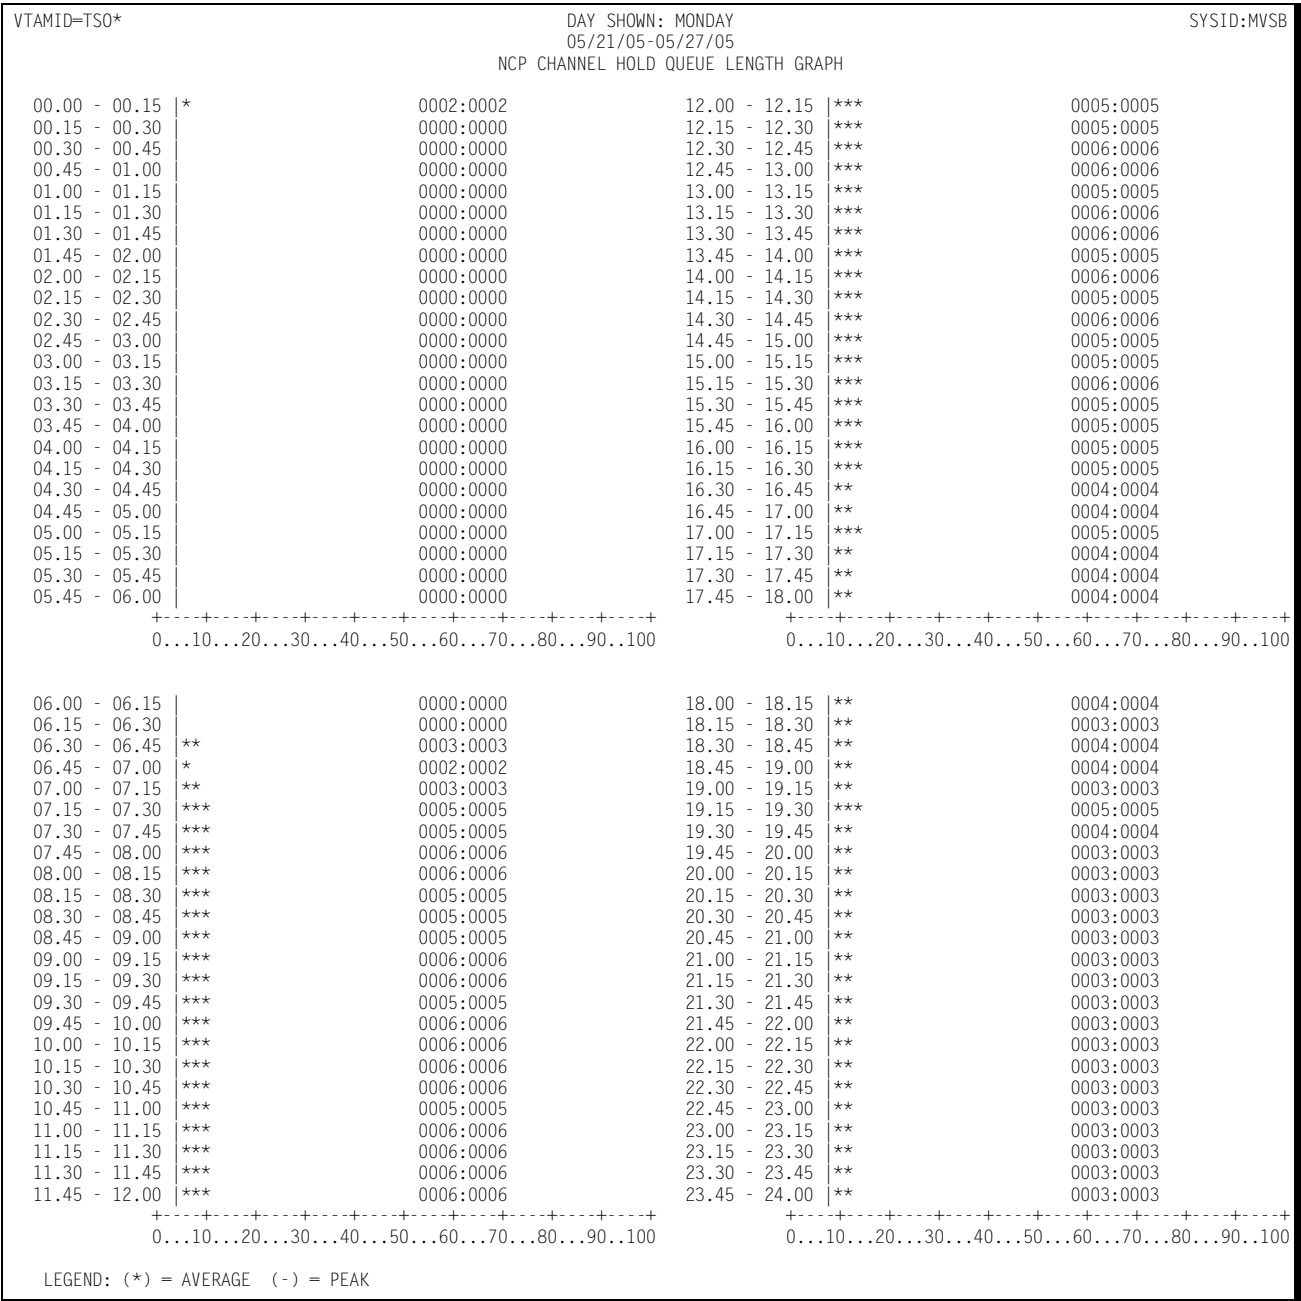 VTAMID=TSO* DAY SHOWN: MONDAY SYSID:MVSB
05/21/05-05/27/05
NCP CHANNEL HOLD QUEUE LENGTH GRAPH
00.00 - 00.15 |* 0002:0002 12.00 - 12.15 |*** 0005:0005
00.15 - 00.30 | 0000:0000 12.15 - 12.30 |*** 0005:0005
00.30 - 00.45 | 0000:0000 12.30 - 12.45 |*** 0006:0006
00.45 - 01.00 | 0000:0000 12.45 - 13.00 |*** 0006:0006
01.00 - 01.15 | 0000:0000 13.00 - 13.15 |*** 0005:0005
01.15 - 01.30 | 0000:0000 13.15 - 13.30 |*** 0006:0006
01.30 - 01.45 | 0000:0000 13.30 - 13.45 |*** 0006:0006
01.45 - 02.00 | 0000:0000 13.45 - 14.00 |*** 0005:0005
02.00 - 02.15 | 0000:0000 14.00 - 14.15 |*** 0006:0006
02.15 - 02.30 | 0000:0000 14.15 - 14.30 |*** 0005:0005
02.30 - 02.45 | 0000:0000 14.30 - 14.45 |*** 0006:0006
02.45 - 03.00 | 0000:0000 14.45 - 15.00 |*** 0005:0005
03.00 - 03.15 | 0000:0000 15.00 - 15.15 |*** 0005:0005
03.15 - 03.30 | 0000:0000 15.15 - 15.30 |*** 0006:0006
03.30 - 03.45 | 0000:0000 15.30 - 15.45 |*** 0005:0005
03.45 - 04.00 | 0000:0000 15.45 - 16.00 |*** 0005:0005
04.00 - 04.15 | 0000:0000 16.00 - 16.15 |*** 0005:0005
04.15 - 04.30 | 0000:0000 16.15 - 16.30 |*** 0005:0005
04.30 - 04.45 | 0000:0000 16.30 - 16.45 |** 0004:0004
04.45 - 05.00 | 0000:0000 16.45 - 17.00 |** 0004:0004
05.00 - 05.15 | 0000:0000 17.00 - 17.15 |*** 0005:0005
05.15 - 05.30 | 0000:0000 17.15 - 17.30 |** 0004:0004
05.30 - 05.45 | 0000:0000 17.30 - 17.45 |** 0004:0004
05.45 - 06.00 | 0000:0000 17.45 - 18.00 |** 0004:0004
+----+----+----+----+----+----+----+----+----+----+ +----+----+----+----+----+----+----+----+----+----+
0...10...20...30...40...50...60...70...80...90..100 0...10...20...30...40...50...60...70...80...90..100
06.00 - 06.15 | 0000:0000 18.00 - 18.15 |** 0004:0004
06.15 - 06.30 | 0000:0000 18.15 - 18.30 |** 0003:0003
06.30 - 06.45 |** 0003:0003 18.30 - 18.45 |** 0004:0004
06.45 - 07.00 |* 0002:0002 18.45 - 19.00 |** 0004:0004
07.00 - 07.15 |** 0003:0003 19.00 - 19.15 |** 0003:0003
07.15 - 07.30 |*** 0005:0005 19.15 - 19.30 |*** 0005:0005
07.30 - 07.45 |*** 0005:0005 19.30 - 19.45 |** 0004:0004
07.45 - 08.00 |*** 0006:0006 19.45 - 20.00 |** 0003:0003
08.00 - 08.15 |*** 0006:0006 20.00 - 20.15 |** 0003:0003
08.15 - 08.30 |*** 0005:0005 20.15 - 20.30 |** 0003:0003
08.30 - 08.45 |*** 0005:0005 20.30 - 20.45 |** 0003:0003
08.45 - 09.00 |*** 0005:0005 20.45 - 21.00 |** 0003:0003
09.00 - 09.15 |*** 0006:0006 21.00 - 21.15 |** 0003:0003
09.15 - 09.30 |*** 0006:0006 21.15 - 21.30 |** 0003:0003
09.30 - 09.45 |*** 0005:0005 21.30 - 21.45 |** 0003:0003
09.45 - 10.00 |*** 0006:0006 21.45 - 22.00 |** 0003:0003
10.00 - 10.15 |*** 0006:0006 22.00 - 22.15 |** 0003:0003
10.15 - 10.30 |*** 0006:0006 22.15 - 22.30 |** 0003:0003
10.30 - 10.45 |*** 0006:0006 22.30 - 22.45 |** 0003:0003
10.45 - 11.00 |*** 0005:0005 22.45 - 23.00 |** 0003:0003
11.00 - 11.15 |*** 0006:0006 23.00 - 23.15 |** 0003:0003
11.15 - 11.30 |*** 0006:0006 23.15 - 23.30 |** 0003:0003
11.30 - 11.45 |*** 0006:0006 23.30 - 23.45 |** 0003:0003
11.45 - 12.00 |*** 0006:0006 23.45 - 24.00 |** 0003:0003
+----+----+----+----+----+----+----+----+----+----+ +----+----+----+----+----+----+----+----+----+----+
0...10...20...30...40...50...60...70...80...90..100 0...10...20...30...40...50...60...70...80...90..100
LEGEND: (*) = AVERAGE (-) = PEAK